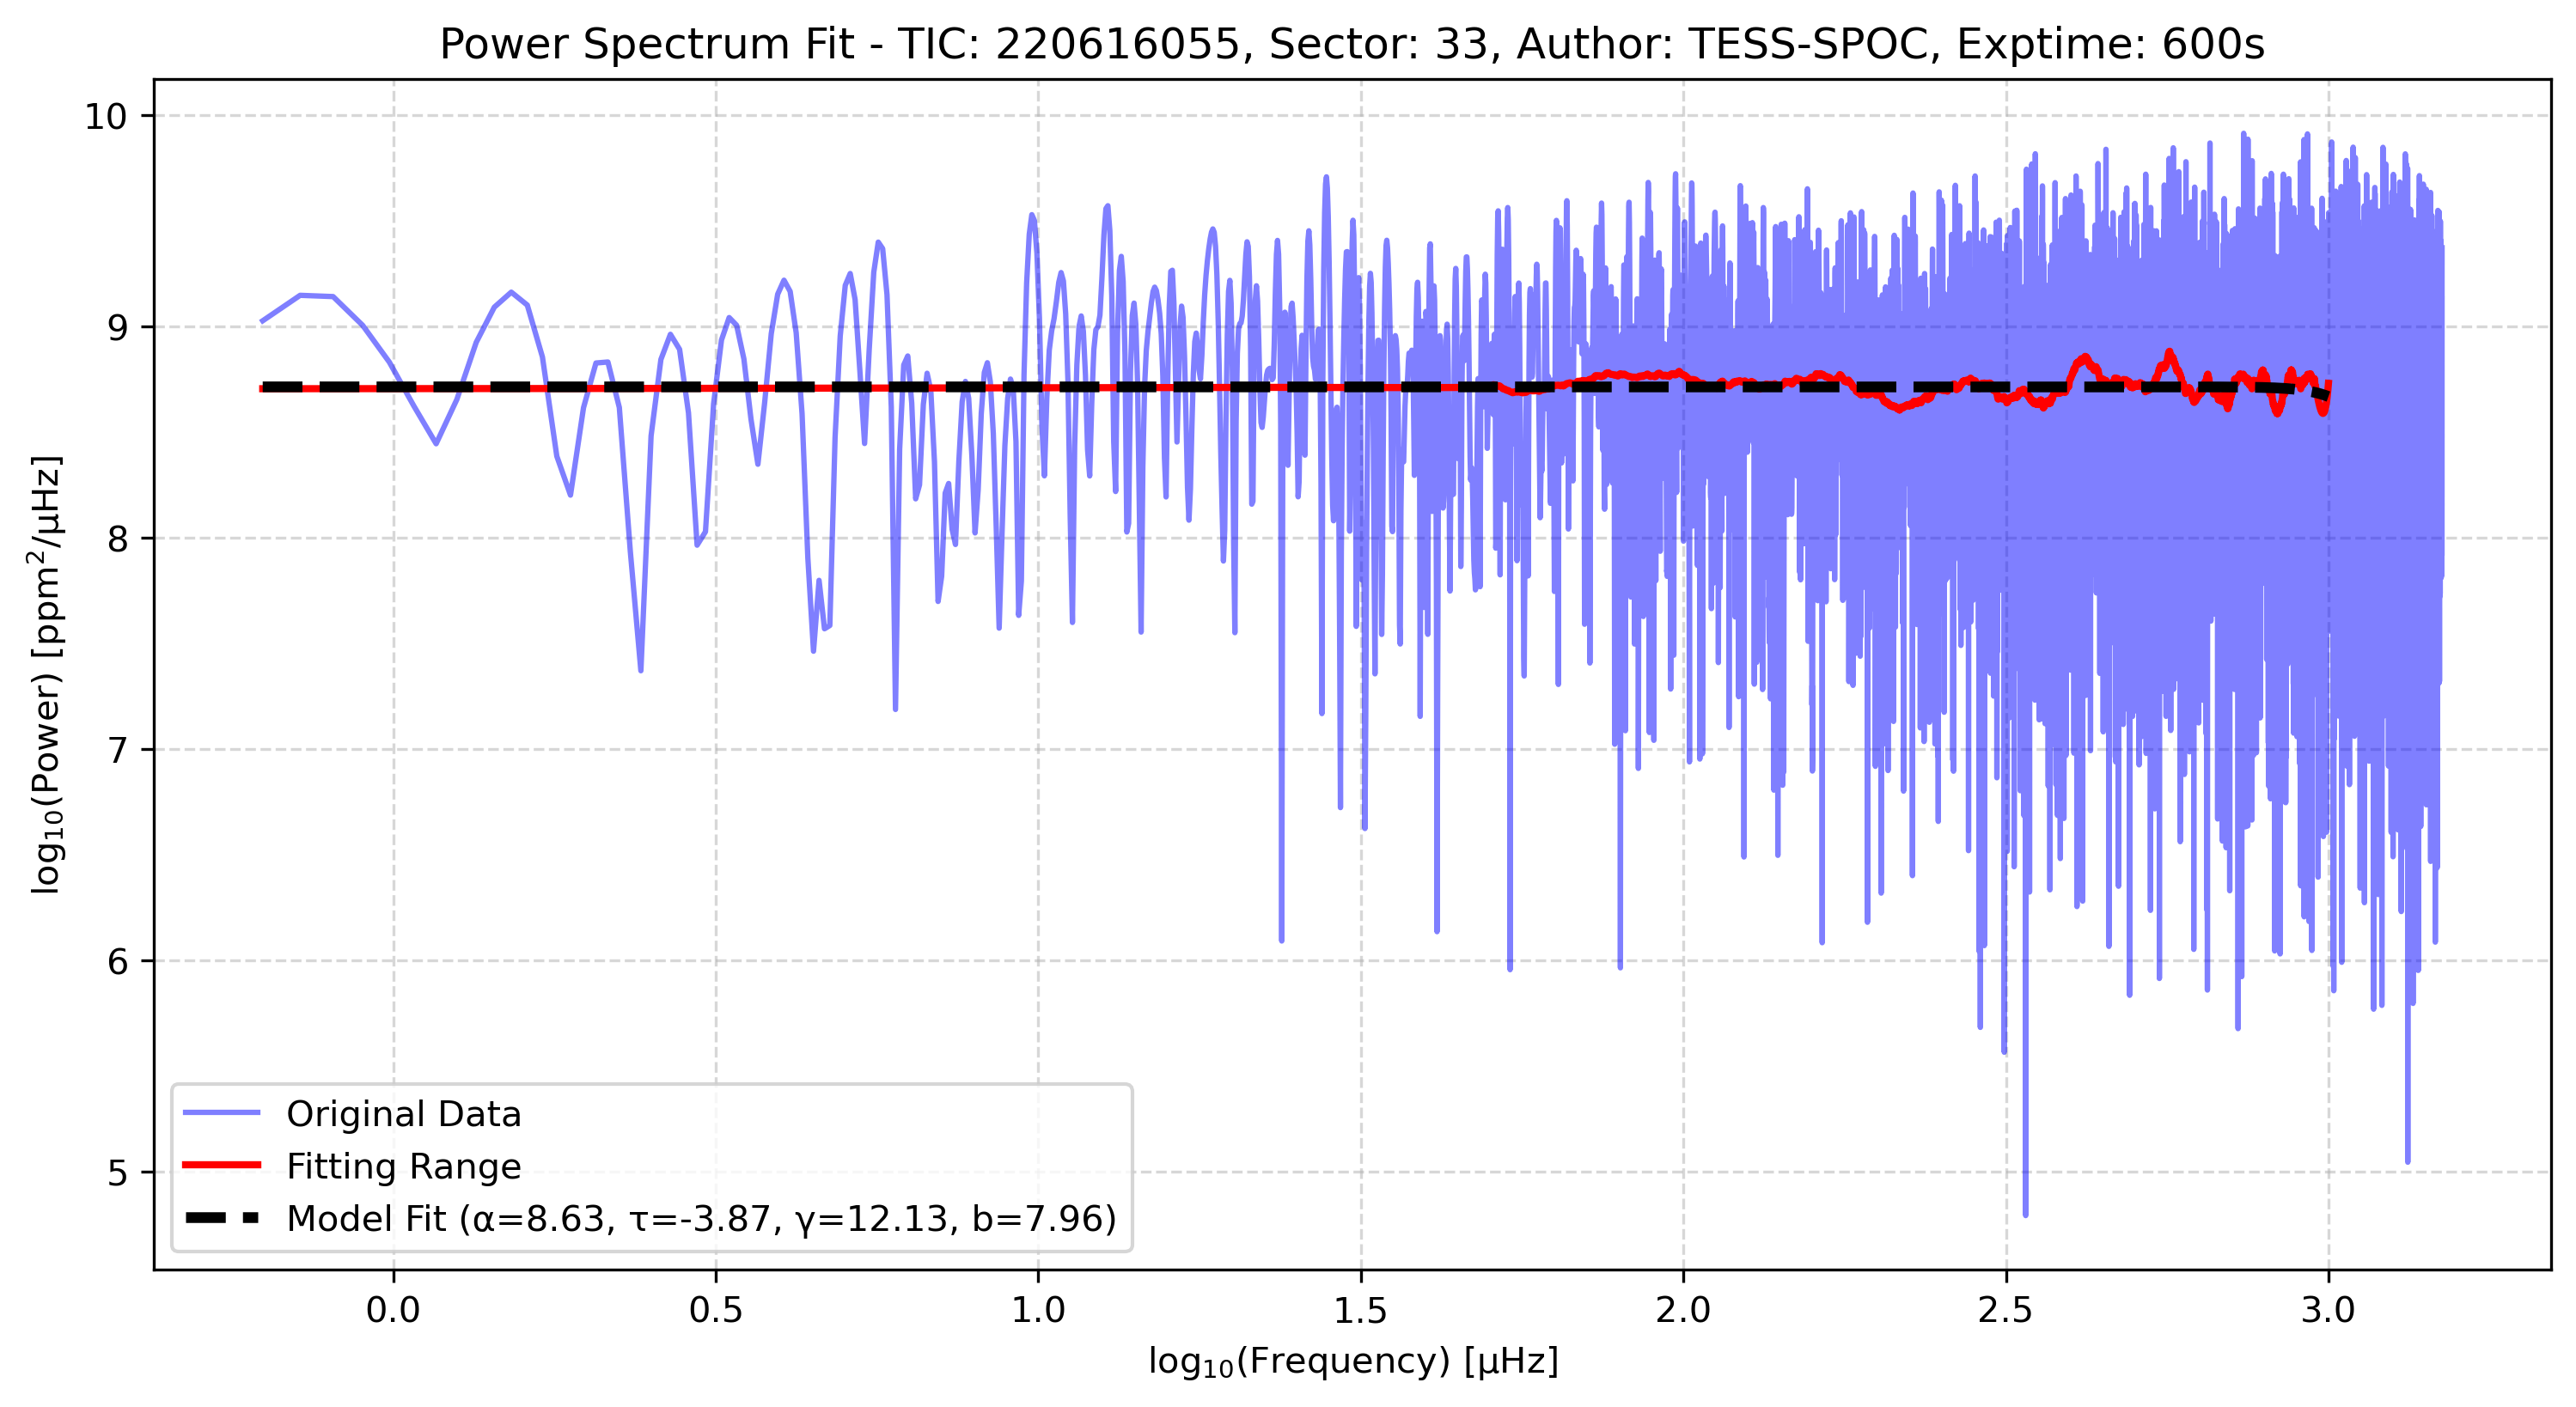 Power Spectrum Fit - TIC: 220616055, Sector: 33, Author: TESS-SPOC, Exptime: 600s
log₁₀(Power) [ppm²/μHz]
10
9
8
7
6
5
Original Data
Fitting Range
Model Fit (α=8.63, τ=-3.87, γ=12.13, b=7.96)
0.0 0.5 1.0 1.5 2.0 2.5 3.0
log₁₀(Frequency) [μHz]